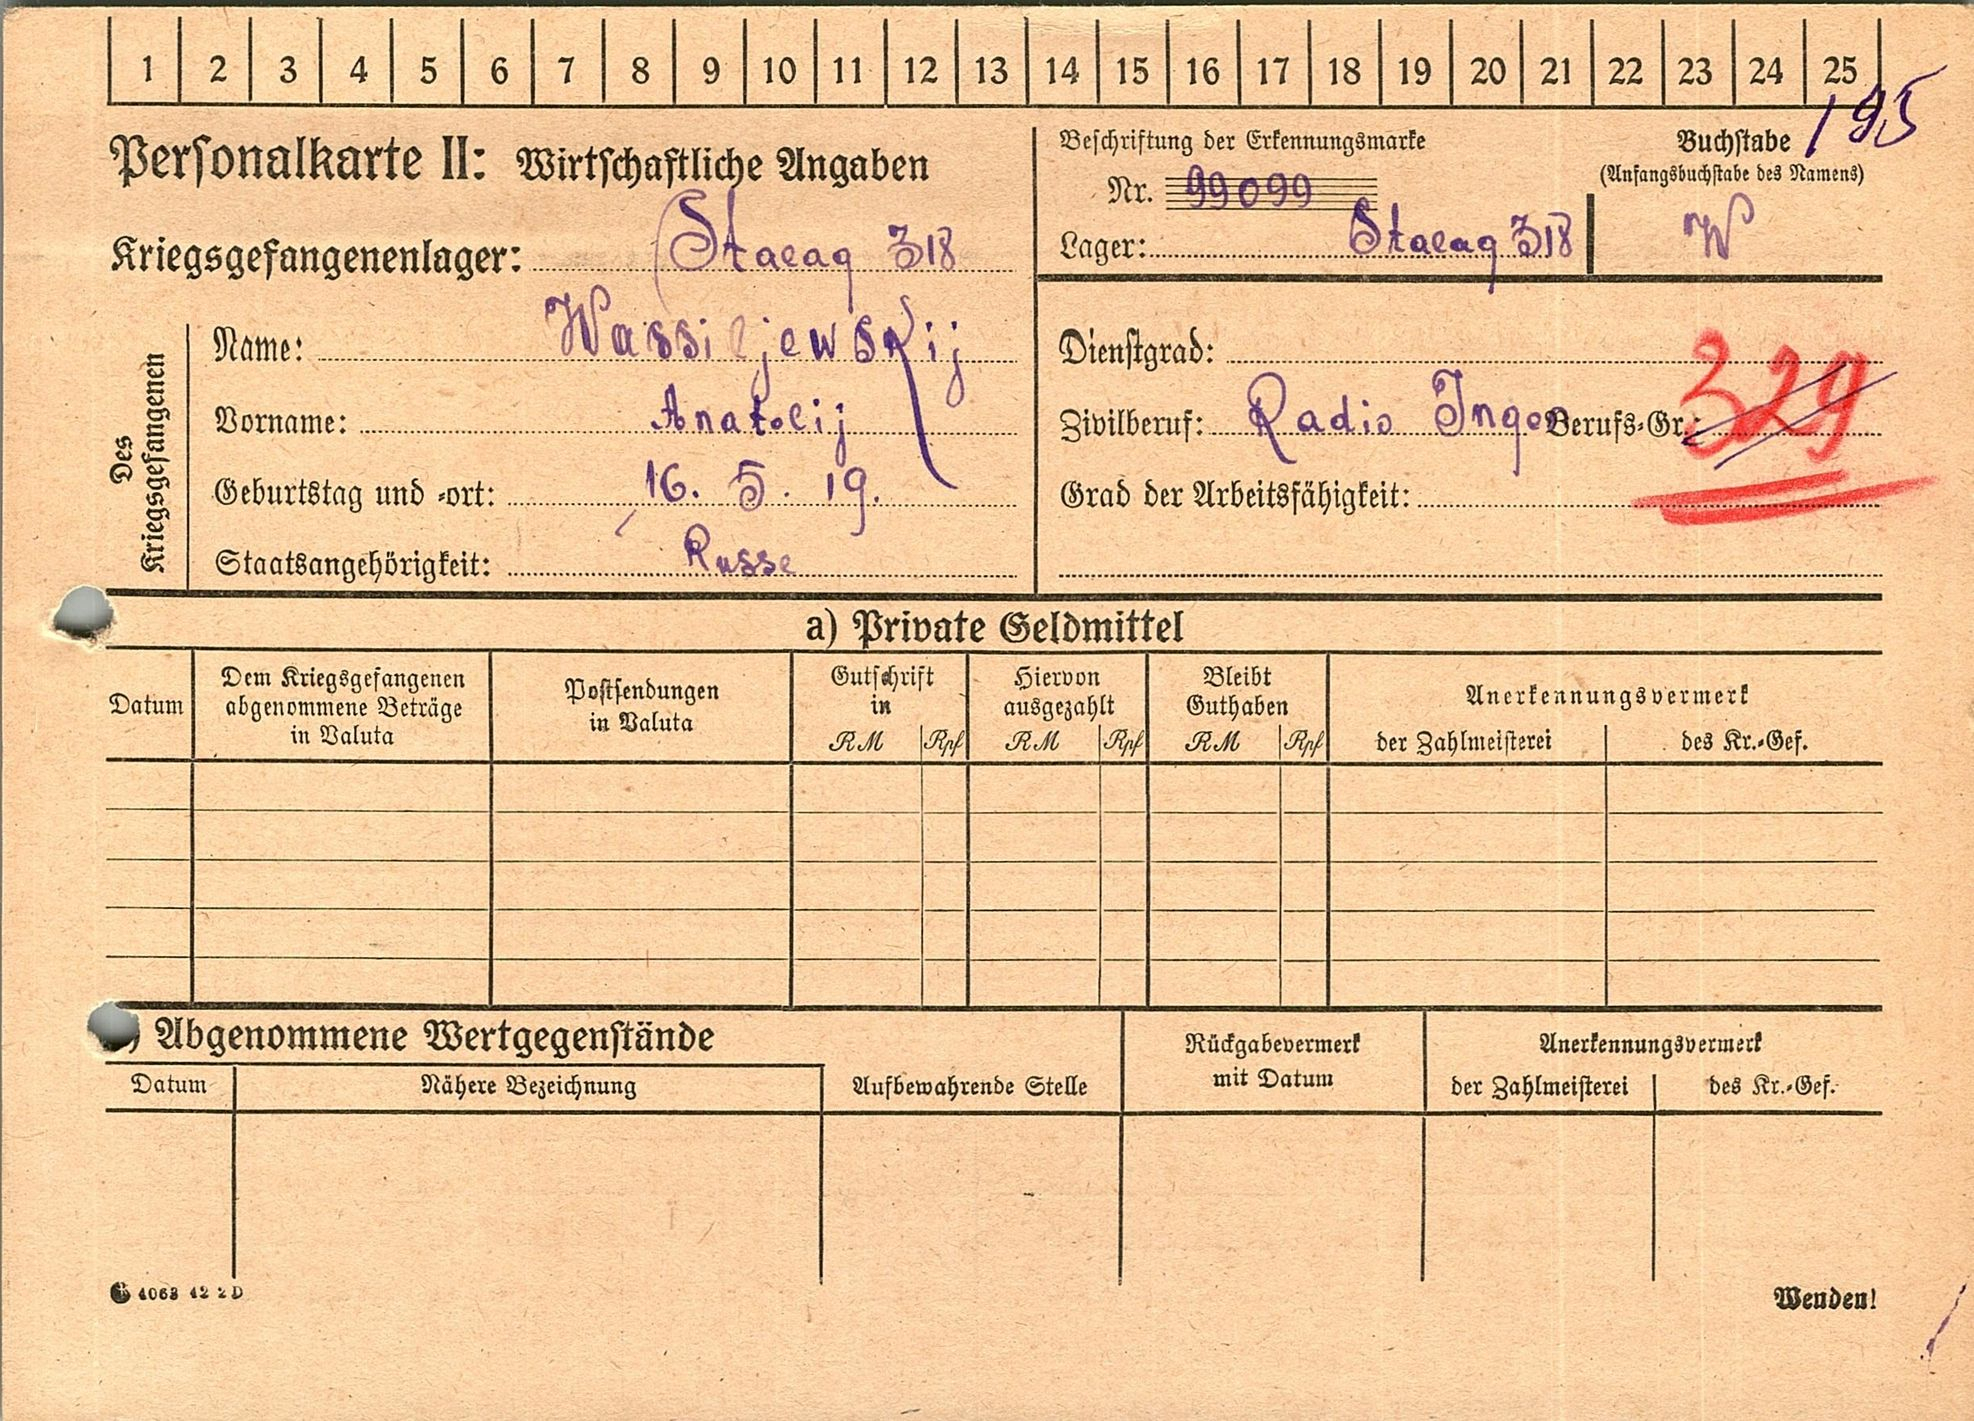 1 2 3 4 5 6 7 8 9 10 11 12 13 14 15 16 17 18 19 20 21 22 23 24 25
195
Personalkarte II: Wirtschaftliche Angaben
Kriegsgefangenenlager: Stalag 318
Beschriftung der Erkennungsmarke
Nr. 99099
Lager: Stalag 318
Buchstabe
(Anfangsbuchstabe des Namens)
W
Des Kriegsgefangenen
Name: Wassiljewskij
Vorname: Anatolij
Geburtstag und -ort: 16. 5. 19.
Staatsangehörigkeit: Russe
Dienstgrad:
Zivilberuf: Radio Ingen Berufs-Gr.: 329
Grad der Arbeitsfähigkeit:
a) Private Geldmittel
Datum
Dem Kriegsgefangenen
abgenommene Beträge
in Valuta
Postsendungen
in Valuta
Gutschrift
in
RM Rpf
Hiervon
ausgezahlt
RM Rpf
Bleibt
Guthaben
RM Rpf
Anerkennungsvermerk
der Zahlmeisterei des Kr.-Gef.
) Abgenommene Wertgegenstände
Datum Nähere Bezeichnung
Aufbewahrende Stelle
Rückgabevermerk
mit Datum
Anerkennungsvermerk
der Zahlmeisterei des Kr.-Gef.
4063 42 2 D
Wenden!